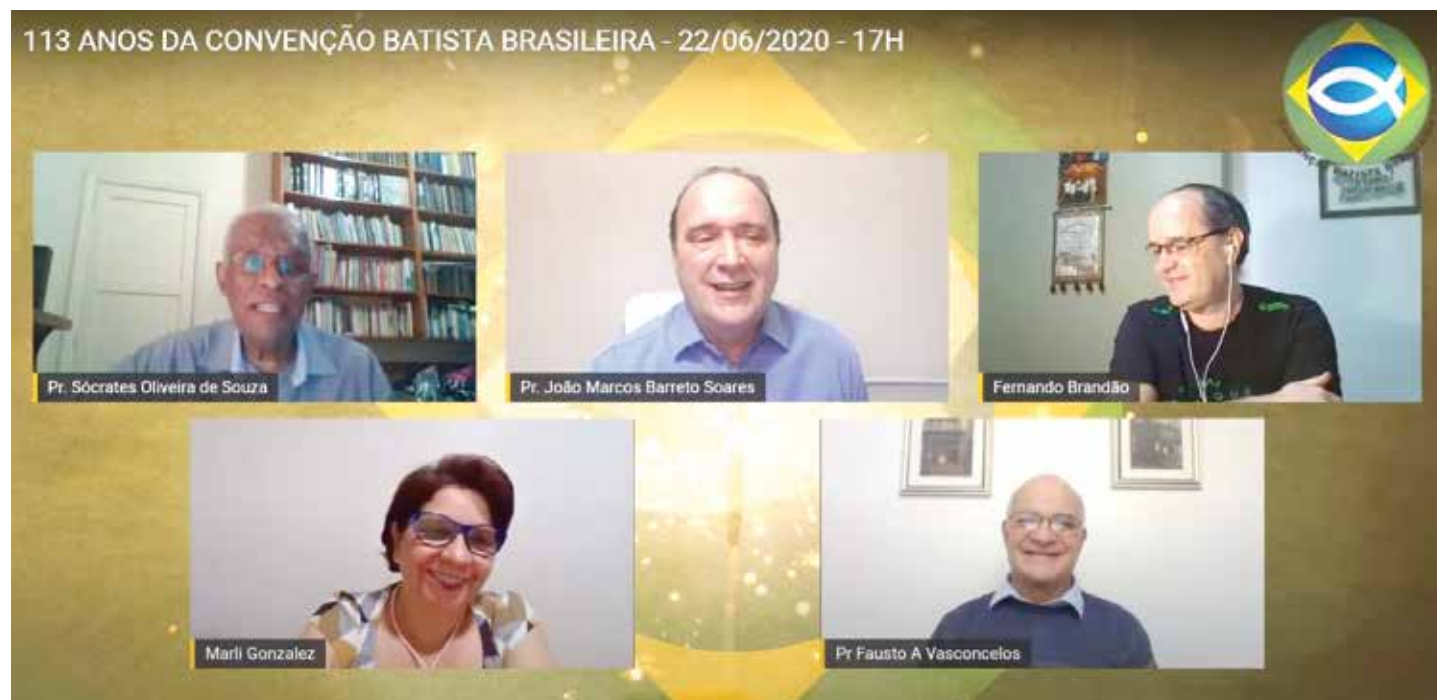 113 ANOS DA CONVENÇÃO BATISTA BRASILEIRA - 22/06/2020 - 17H
Batista
Pr. Sócrates Oliveira de Souza
Pr. João Marcos Barreto Soares
Fernando Brandão
Marli Gonzalez
Pr Fausto A Vasconcelos